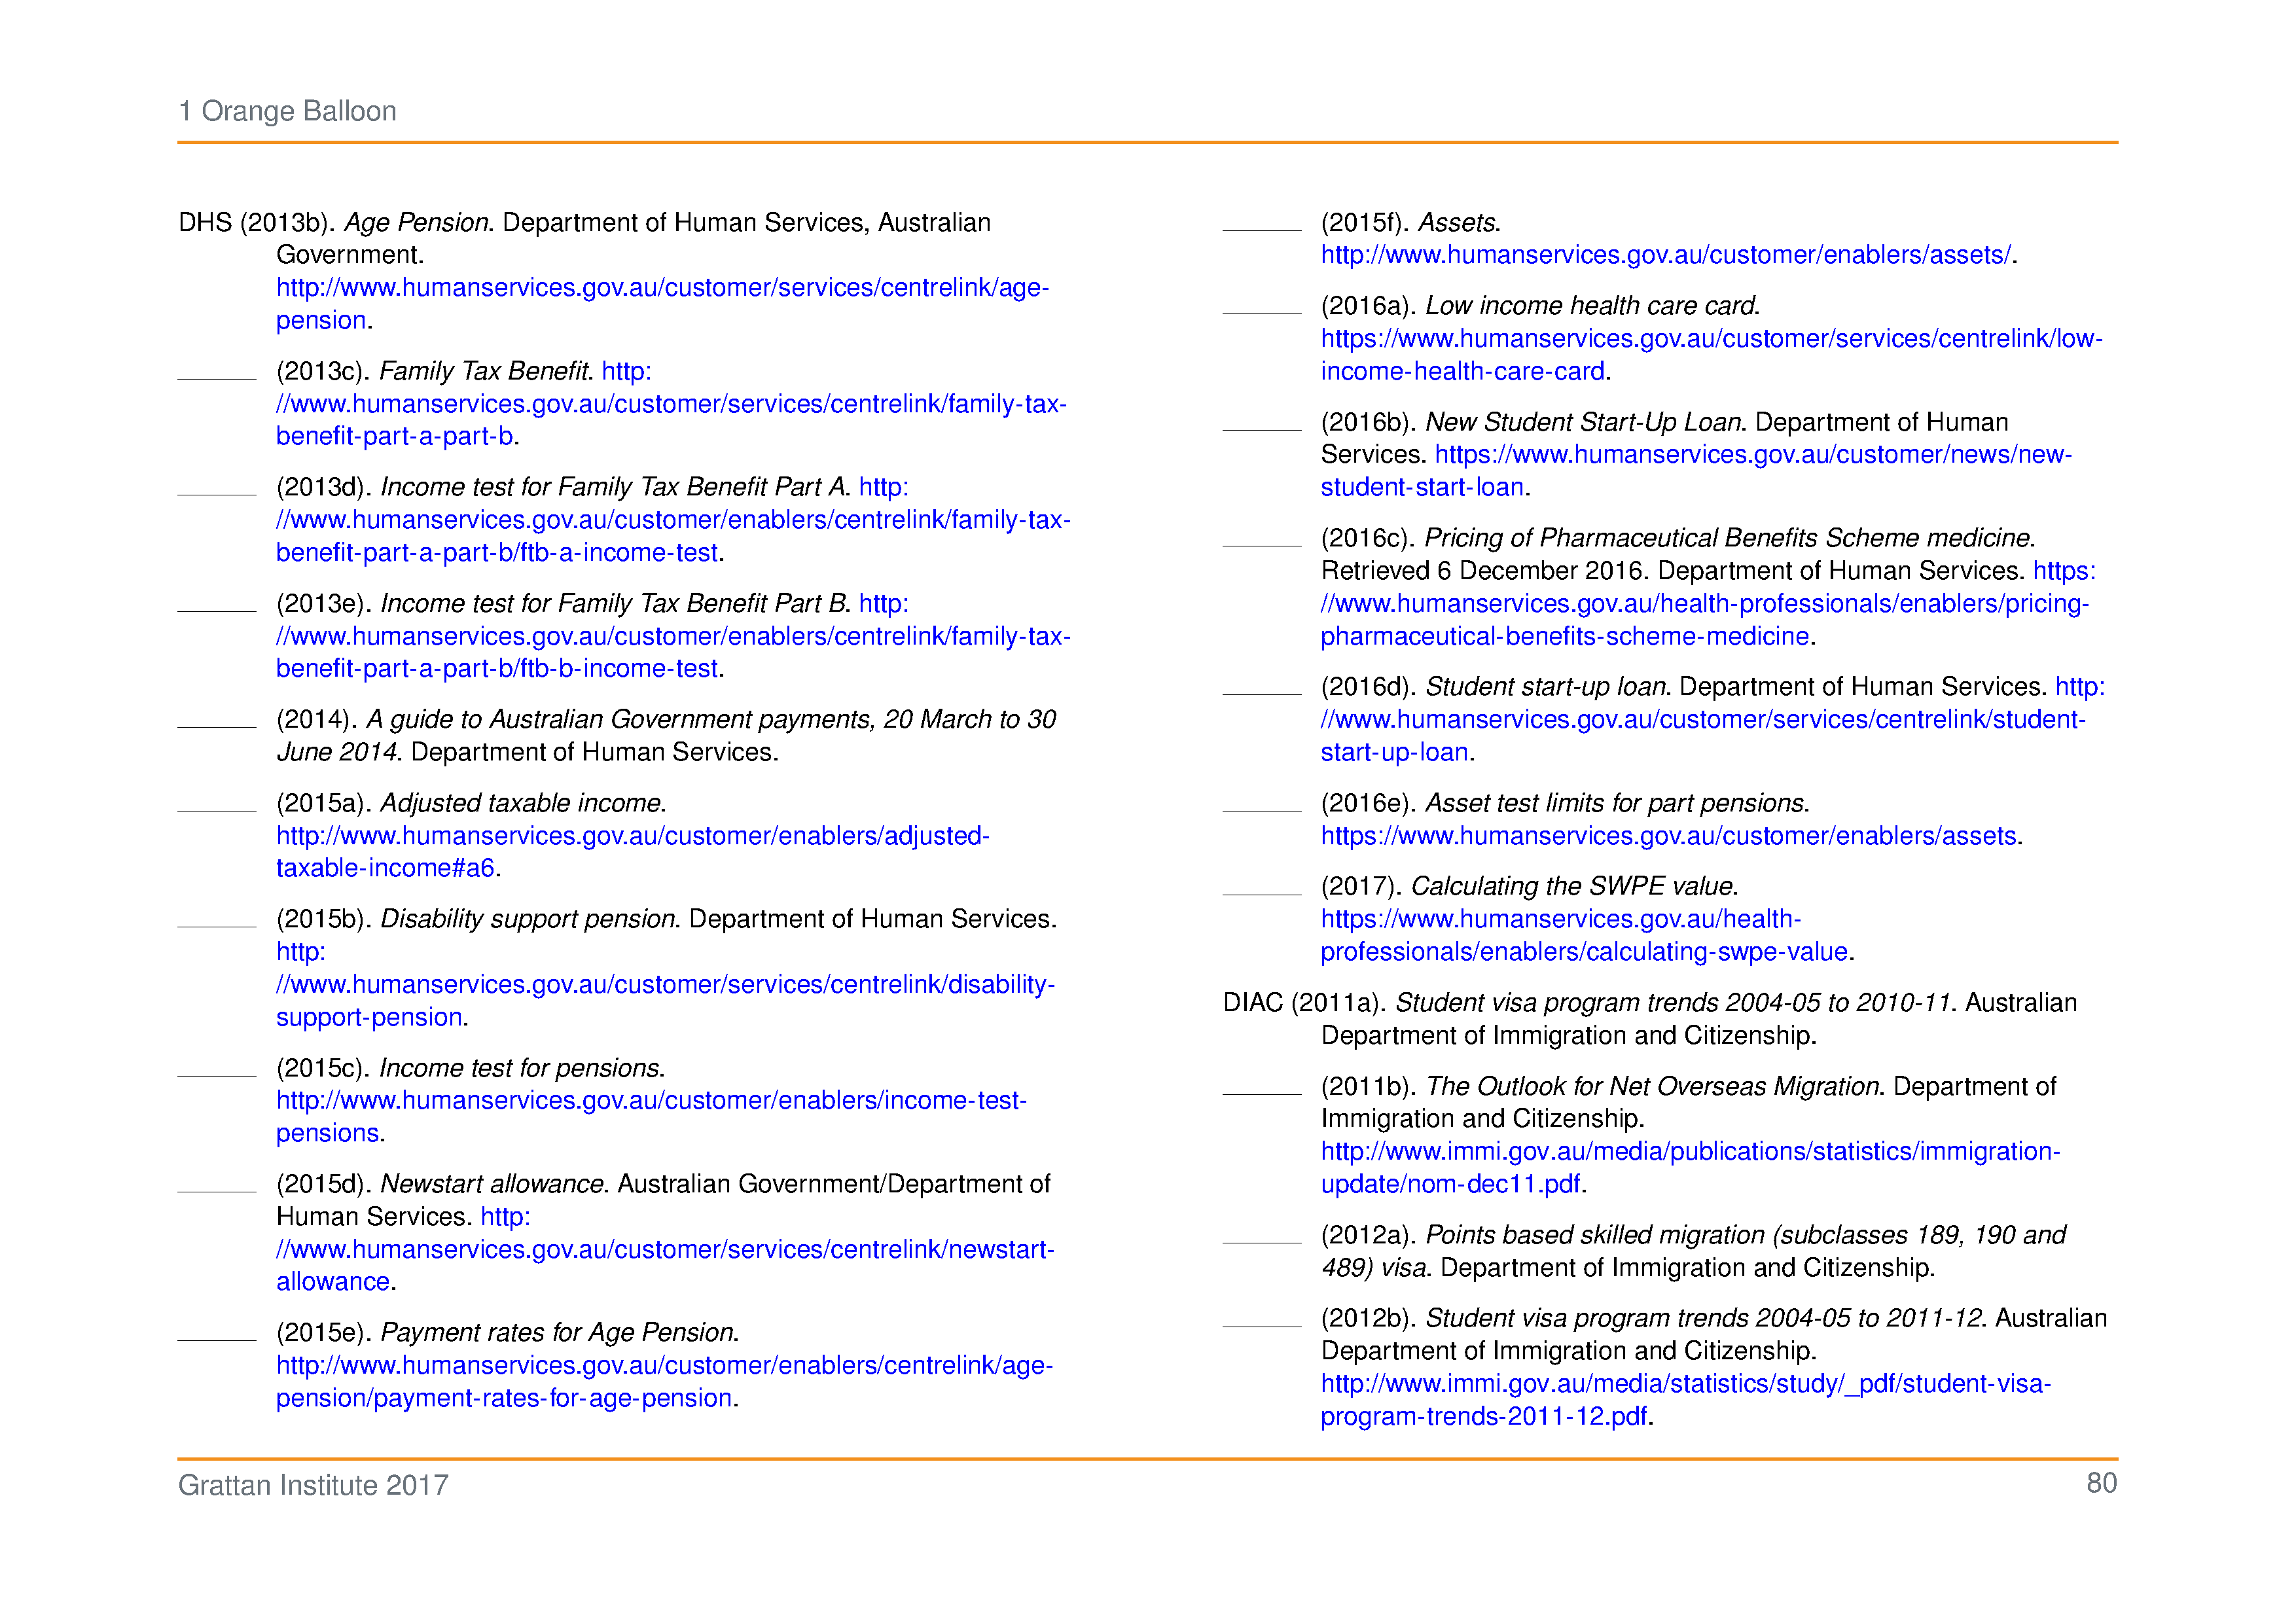 1 Orange Balloon
DHS (2013b). Age Pension. Department of Human Services, Australian
Government.
http://www.humanservices.gov.au/customer/services/centrelink/age-
pension.
(2013c). Family Tax Benefit. http:
//www.humanservices.gov.au/customer/services/centrelink/family-tax-
benefit-part-a-part-b.
(2013d). Income test for Family Tax Benefit Part A. http:
//www.humanservices.gov.au/customer/enablers/centrelink/family-tax-
benefit-part-a-part-b/ftb-a-income-test.
(2013e). Income test for Family Tax Benefit Part B. http:
//www.humanservices.gov.au/customer/enablers/centrelink/family-tax-
benefit-part-a-part-b/ftb-b-income-test.
(2014). A guide to Australian Government payments, 20 March to 30
June 2014. Department of Human Services.
(2015a). Adjusted taxable income.
http://www.humanservices.gov.au/customer/enablers/adjusted-
taxable-income#a6.
(2015b). Disability support pension. Department of Human Services.
http:
//www.humanservices.gov.au/customer/services/centrelink/disability-
support-pension.
(2015c). Income test for pensions.
http://www.humanservices.gov.au/customer/enablers/income-test-
pensions.
(2015d). Newstart allowance. Australian Government/Department of
Human Services. http:
//www.humanservices.gov.au/customer/services/centrelink/newstart-
allowance.
(2015e). Payment rates for Age Pension.
http://www.humanservices.gov.au/customer/enablers/centrelink/age-
pension/payment-rates-for-age-pension.
(2015f). Assets.
http://www.humanservices.gov.au/customer/enablers/assets/.
(2016a). Low income health care card.
https://www.humanservices.gov.au/customer/services/centrelink/low-
income-health-care-card.
(2016b). New Student Start-Up Loan. Department of Human
Services. https://www.humanservices.gov.au/customer/news/new-
student-start-loan.
(2016c). Pricing of Pharmaceutical Benefits Scheme medicine.
Retrieved 6 December 2016. Department of Human Services. https:
//www.humanservices.gov.au/health-professionals/enablers/pricing-
pharmaceutical-benefits-scheme-medicine.
(2016d). Student start-up loan. Department of Human Services. http:
//www.humanservices.gov.au/customer/services/centrelink/student-
start-up-loan.
(2016e). Asset test limits for part pensions.
https://www.humanservices.gov.au/customer/enablers/assets.
(2017). Calculating the SWPE value.
https://www.humanservices.gov.au/health-
professionals/enablers/calculating-swpe-value.
DIAC (2011a). Student visa program trends 2004-05 to 2010-11. Australian
Department of Immigration and Citizenship.
(2011b). The Outlook for Net Overseas Migration. Department of
Immigration and Citizenship.
http://www.immi.gov.au/media/publications/statistics/immigration-
update/nom-dec11.pdf.
(2012a). Points based skilled migration (subclasses 189, 190 and
489) visa. Department of Immigration and Citizenship.
(2012b). Student visa program trends 2004-05 to 2011-12. Australian
Department of Immigration and Citizenship.
http://www.immi.gov.au/media/statistics/study/_pdf/student-visa-
program-trends-2011-12.pdf.
Grattan Institute 2017
80